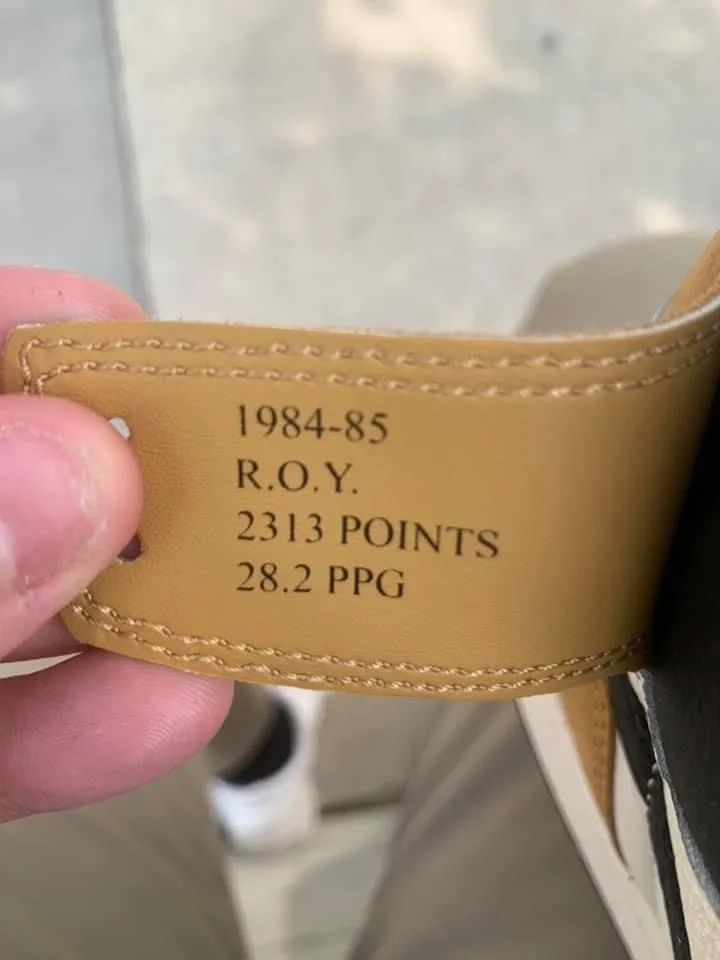 1984-85
R.O.Y.
2313 POINTS
28.2 PPG